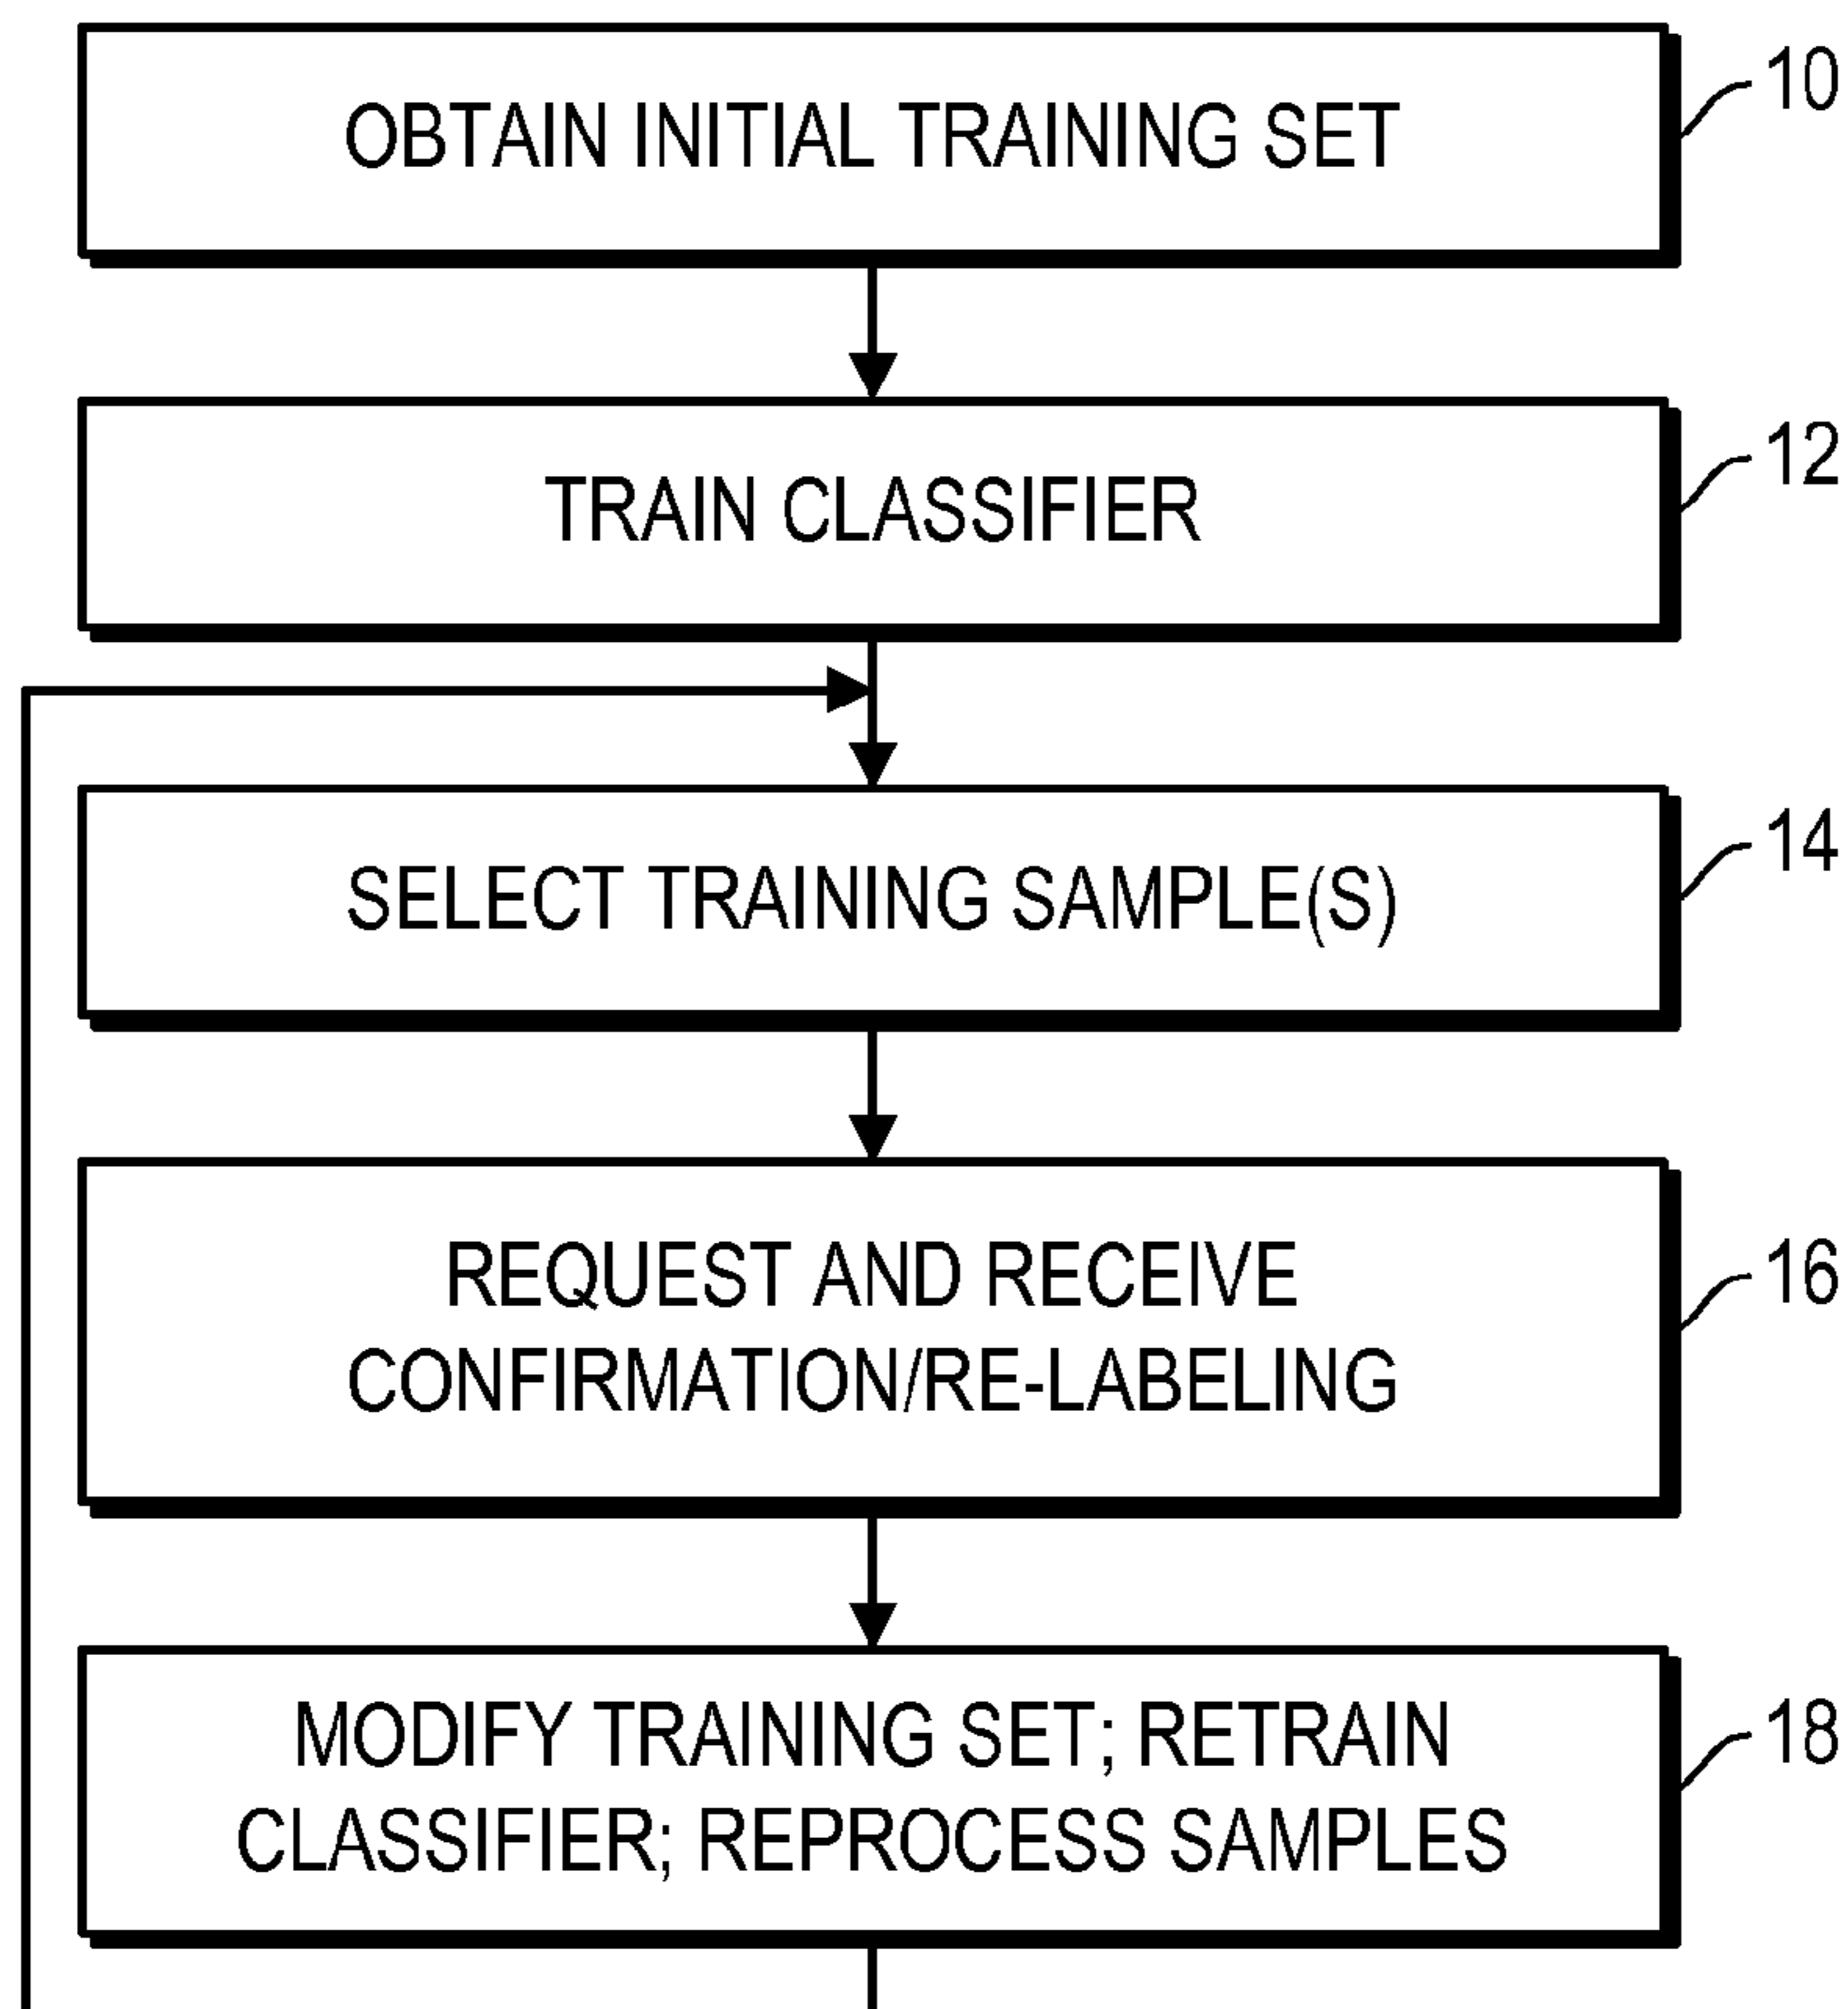 OBTAIN INITIAL TRAINING SET
10
TRAIN CLASSIFIER
12
SELECT TRAINING SAMPLE(S)
14
REQUEST AND RECEIVE
CONFIRMATION/RE-LABELING
16
MODIFY TRAINING SET; RETRAIN
CLASSIFIER; REPROCESS SAMPLES
18